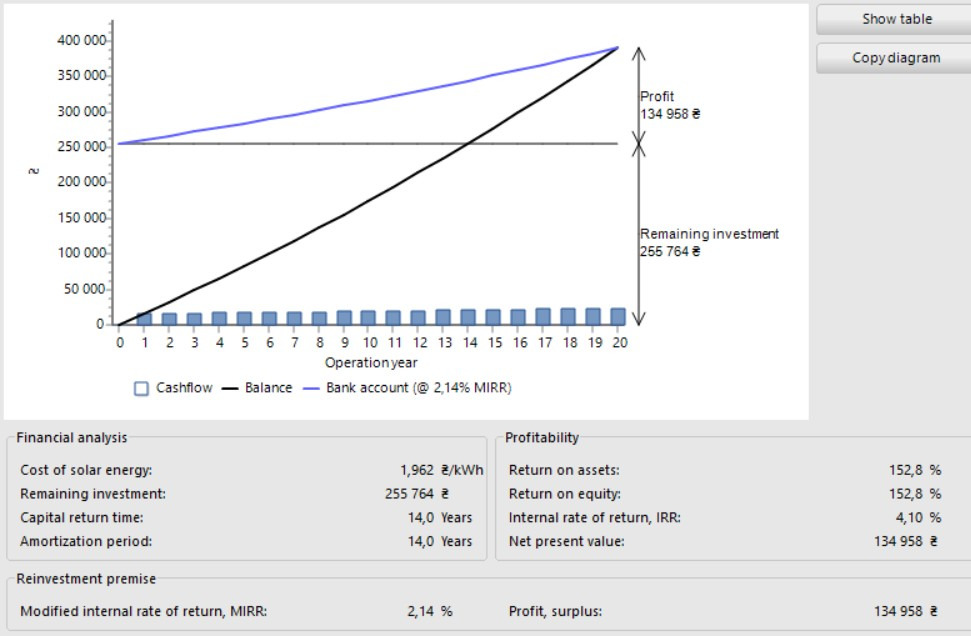 Show table
Copy diagram
400 000
350 000
300 000
250 000
200 000
150 000
100 000
50 000
0
₴
Profit
134 958 ₴
Remaining investment
255 764 ₴
0 1 2 3 4 5 6 7 8 9 10 11 12 13 14 15 16 17 18 19 20
Operation year
Cashflow Balance Bank account (@ 2,14% MIRR)
Financial analysis
Cost of solar energy: 1,962 ₴/kWh
Remaining investment: 255 764 ₴
Capital return time: 14,0 Years
Amortization period: 14,0 Years
Profitability
Return on assets: 152,8 %
Return on equity: 152,8 %
Internal rate of return, IRR: 4,10 %
Net present value: 134 958 ₴
Reinvestment premise
Modified internal rate of return, MIRR: 2,14 %
Profit, surplus: 134 958 ₴